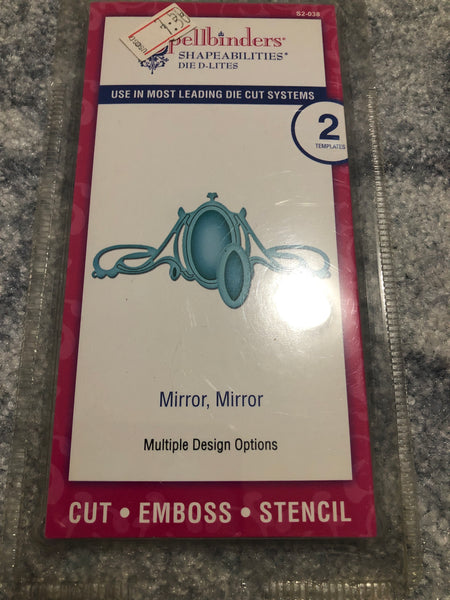 S2-038
Spellbinders®
SHAPEABILITIES®
DIE D-LITES
USE IN MOST LEADING DIE CUT SYSTEMS
2
TEMPLATES
Mirror, Mirror
Multiple Design Options
CUT • EMBOSS • STENCIL